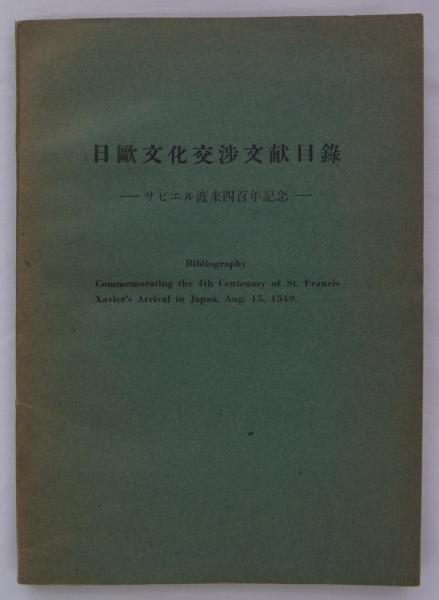 日歐文化交涉文献目錄
— サビエル渡來四百年記念 —
Bibliography
Commemorating the 4th Centenary of St. Francis
Xavier's Arrival in Japan, Aug. 15, 1549.